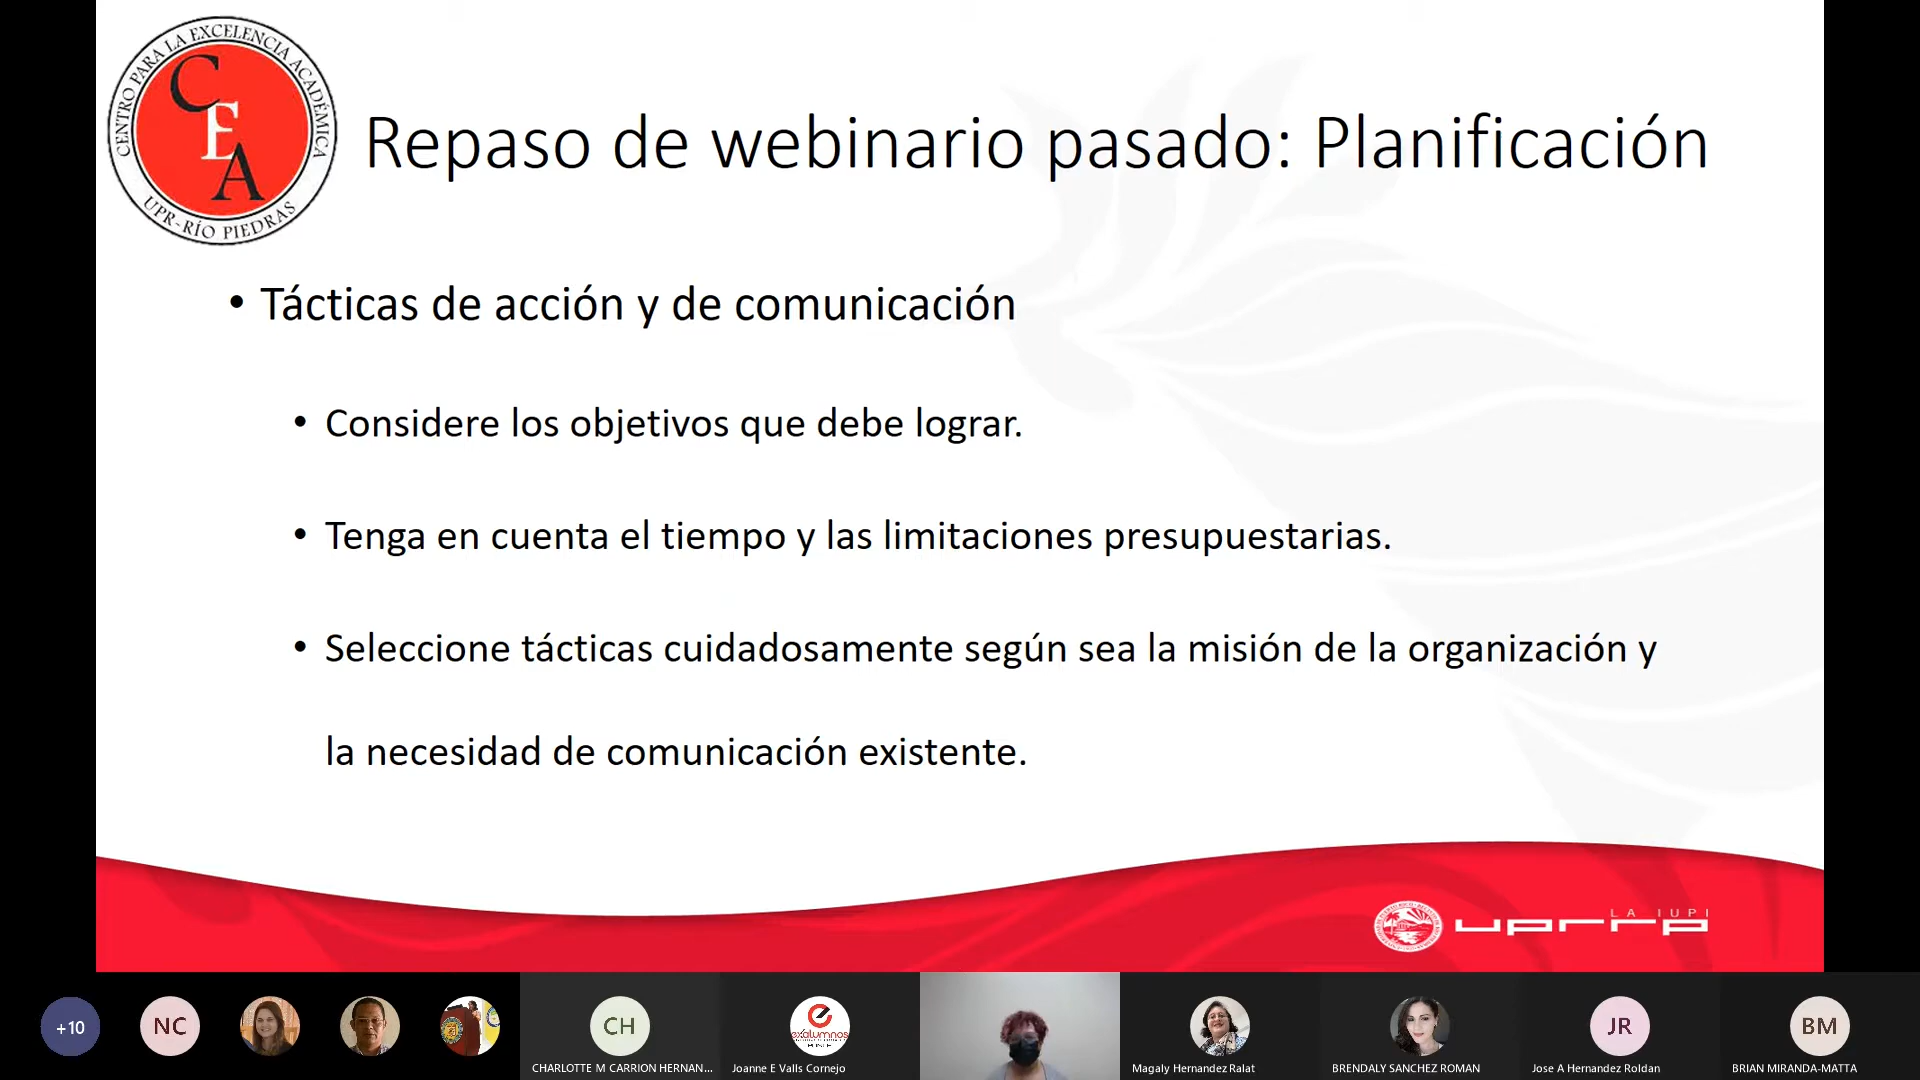 CENTRO PARA LA EXCELENCIA ACADÉMICA
CEA
UPR-RÍO PIEDRAS
Repaso de webinario pasado: Planificación
• Tácticas de acción y de comunicación
• Considere los objetivos que debe lograr.
• Tenga en cuenta el tiempo y las limitaciones presupuestarias.
• Seleccione tácticas cuidadosamente según sea la misión de la organización y
la necesidad de comunicación existente.
LA IUPI
uprrp
+10
NC
CH
e
exalumnos
JR
BM
CHARLOTTE M CARRION HERNAN...
Joanne E Valls Cornejo
Magaly Hernandez Ralat
BRENDALY SANCHEZ ROMAN
Jose A Hernandez Roldan
BRIAN MIRANDA-MATTA